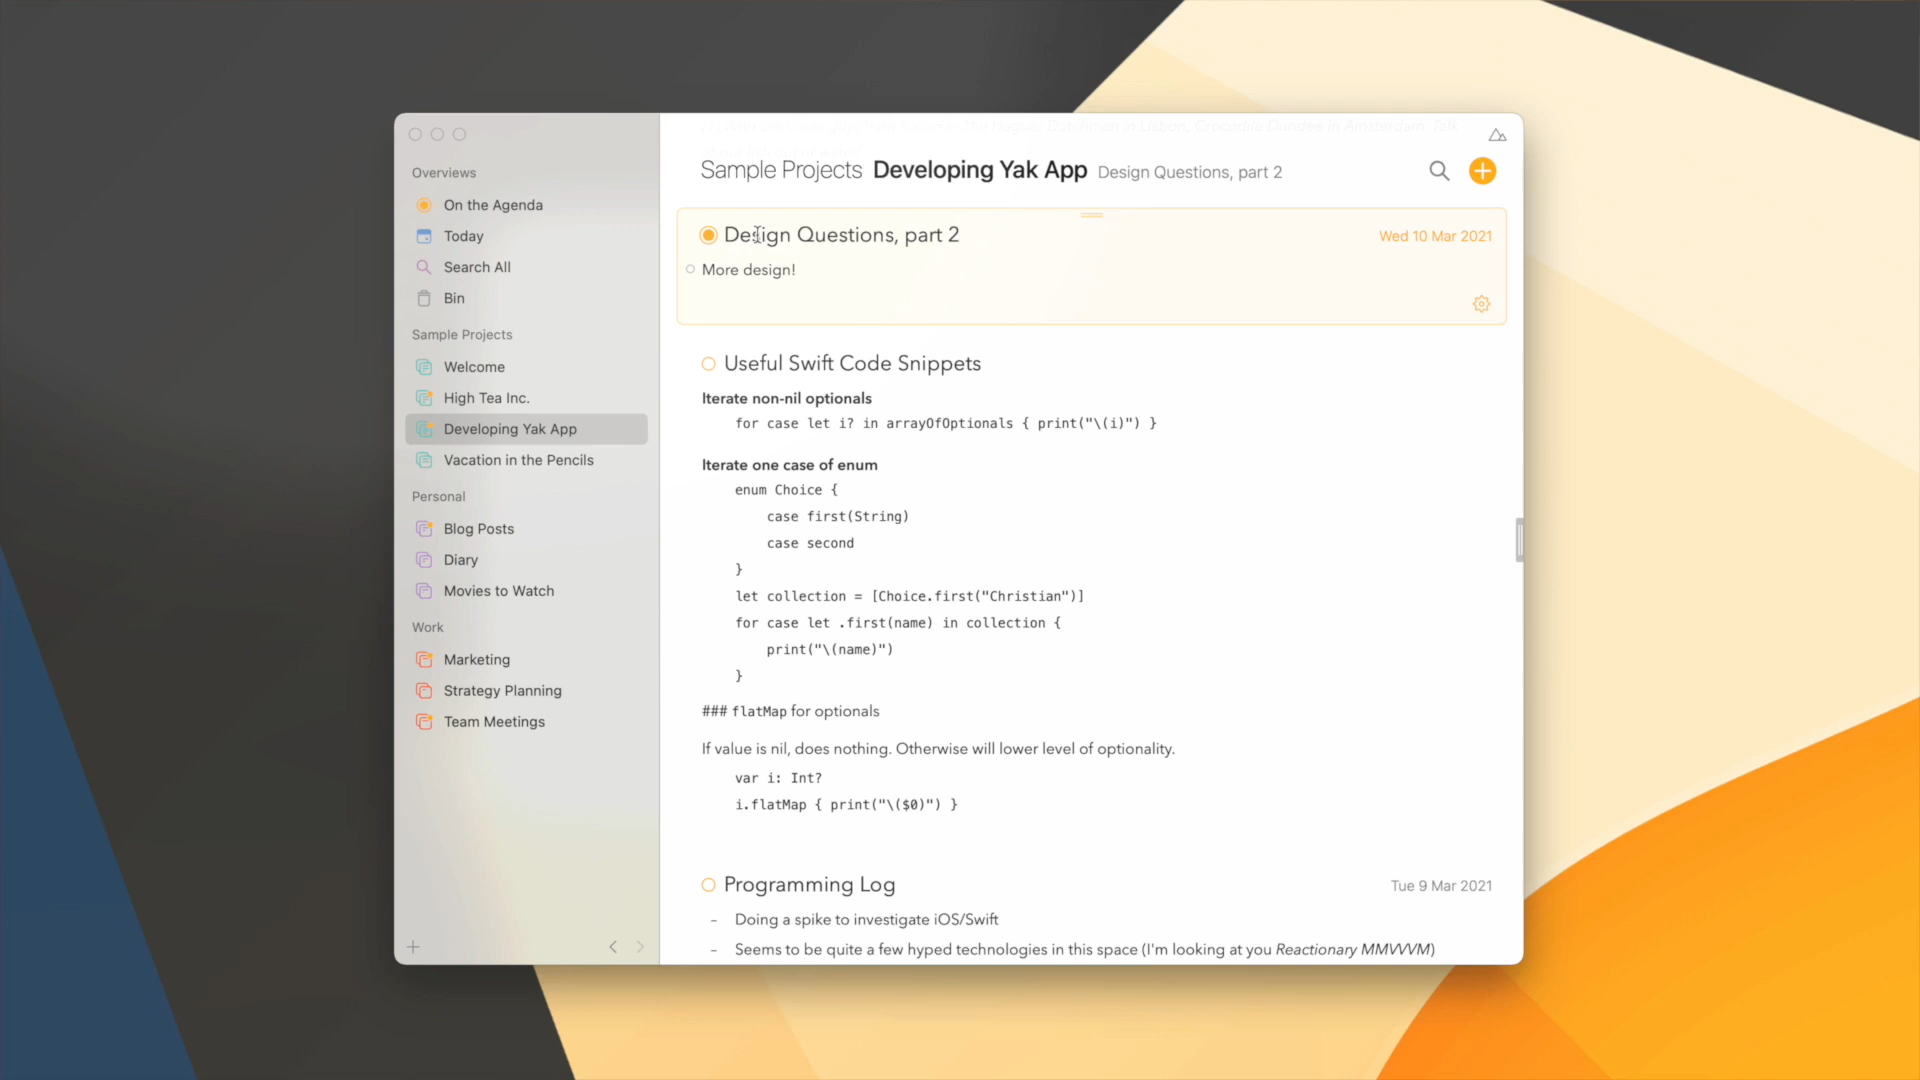 Overviews
On the Agenda
Today
Search All
Bin
Sample Projects
Welcome
High Tea Inc.
Developing Yak App
Vacation in the Pencils
Personal
Blog Posts
Diary
Movies to Watch
Work
Marketing
Strategy Planning
Team Meetings
Sample Projects Developing Yak App Design Questions, part 2
Design Questions, part 2
Wed 10 Mar 2021
More design!
Useful Swift Code Snippets
Iterate non-nil optionals
for case let i? in arrayOfOptionals { print("\(i)") }
Iterate one case of enum
enum Choice {
case first(String)
case second
}
let collection = [Choice.first("Christian")]
for case let .first(name) in collection {
print("\(name)")
}
### flatMap for optionals
If value is nil, does nothing. Otherwise will lower level of optionality.
var i: Int?
i.flatMap { print("\($0)") }
Programming Log
Tue 9 Mar 2021
- Doing a spike to investigate iOS/Swift
- Seems to be quite a few hyped technologies in this space (I'm looking at you Reactionary MMVVVM)